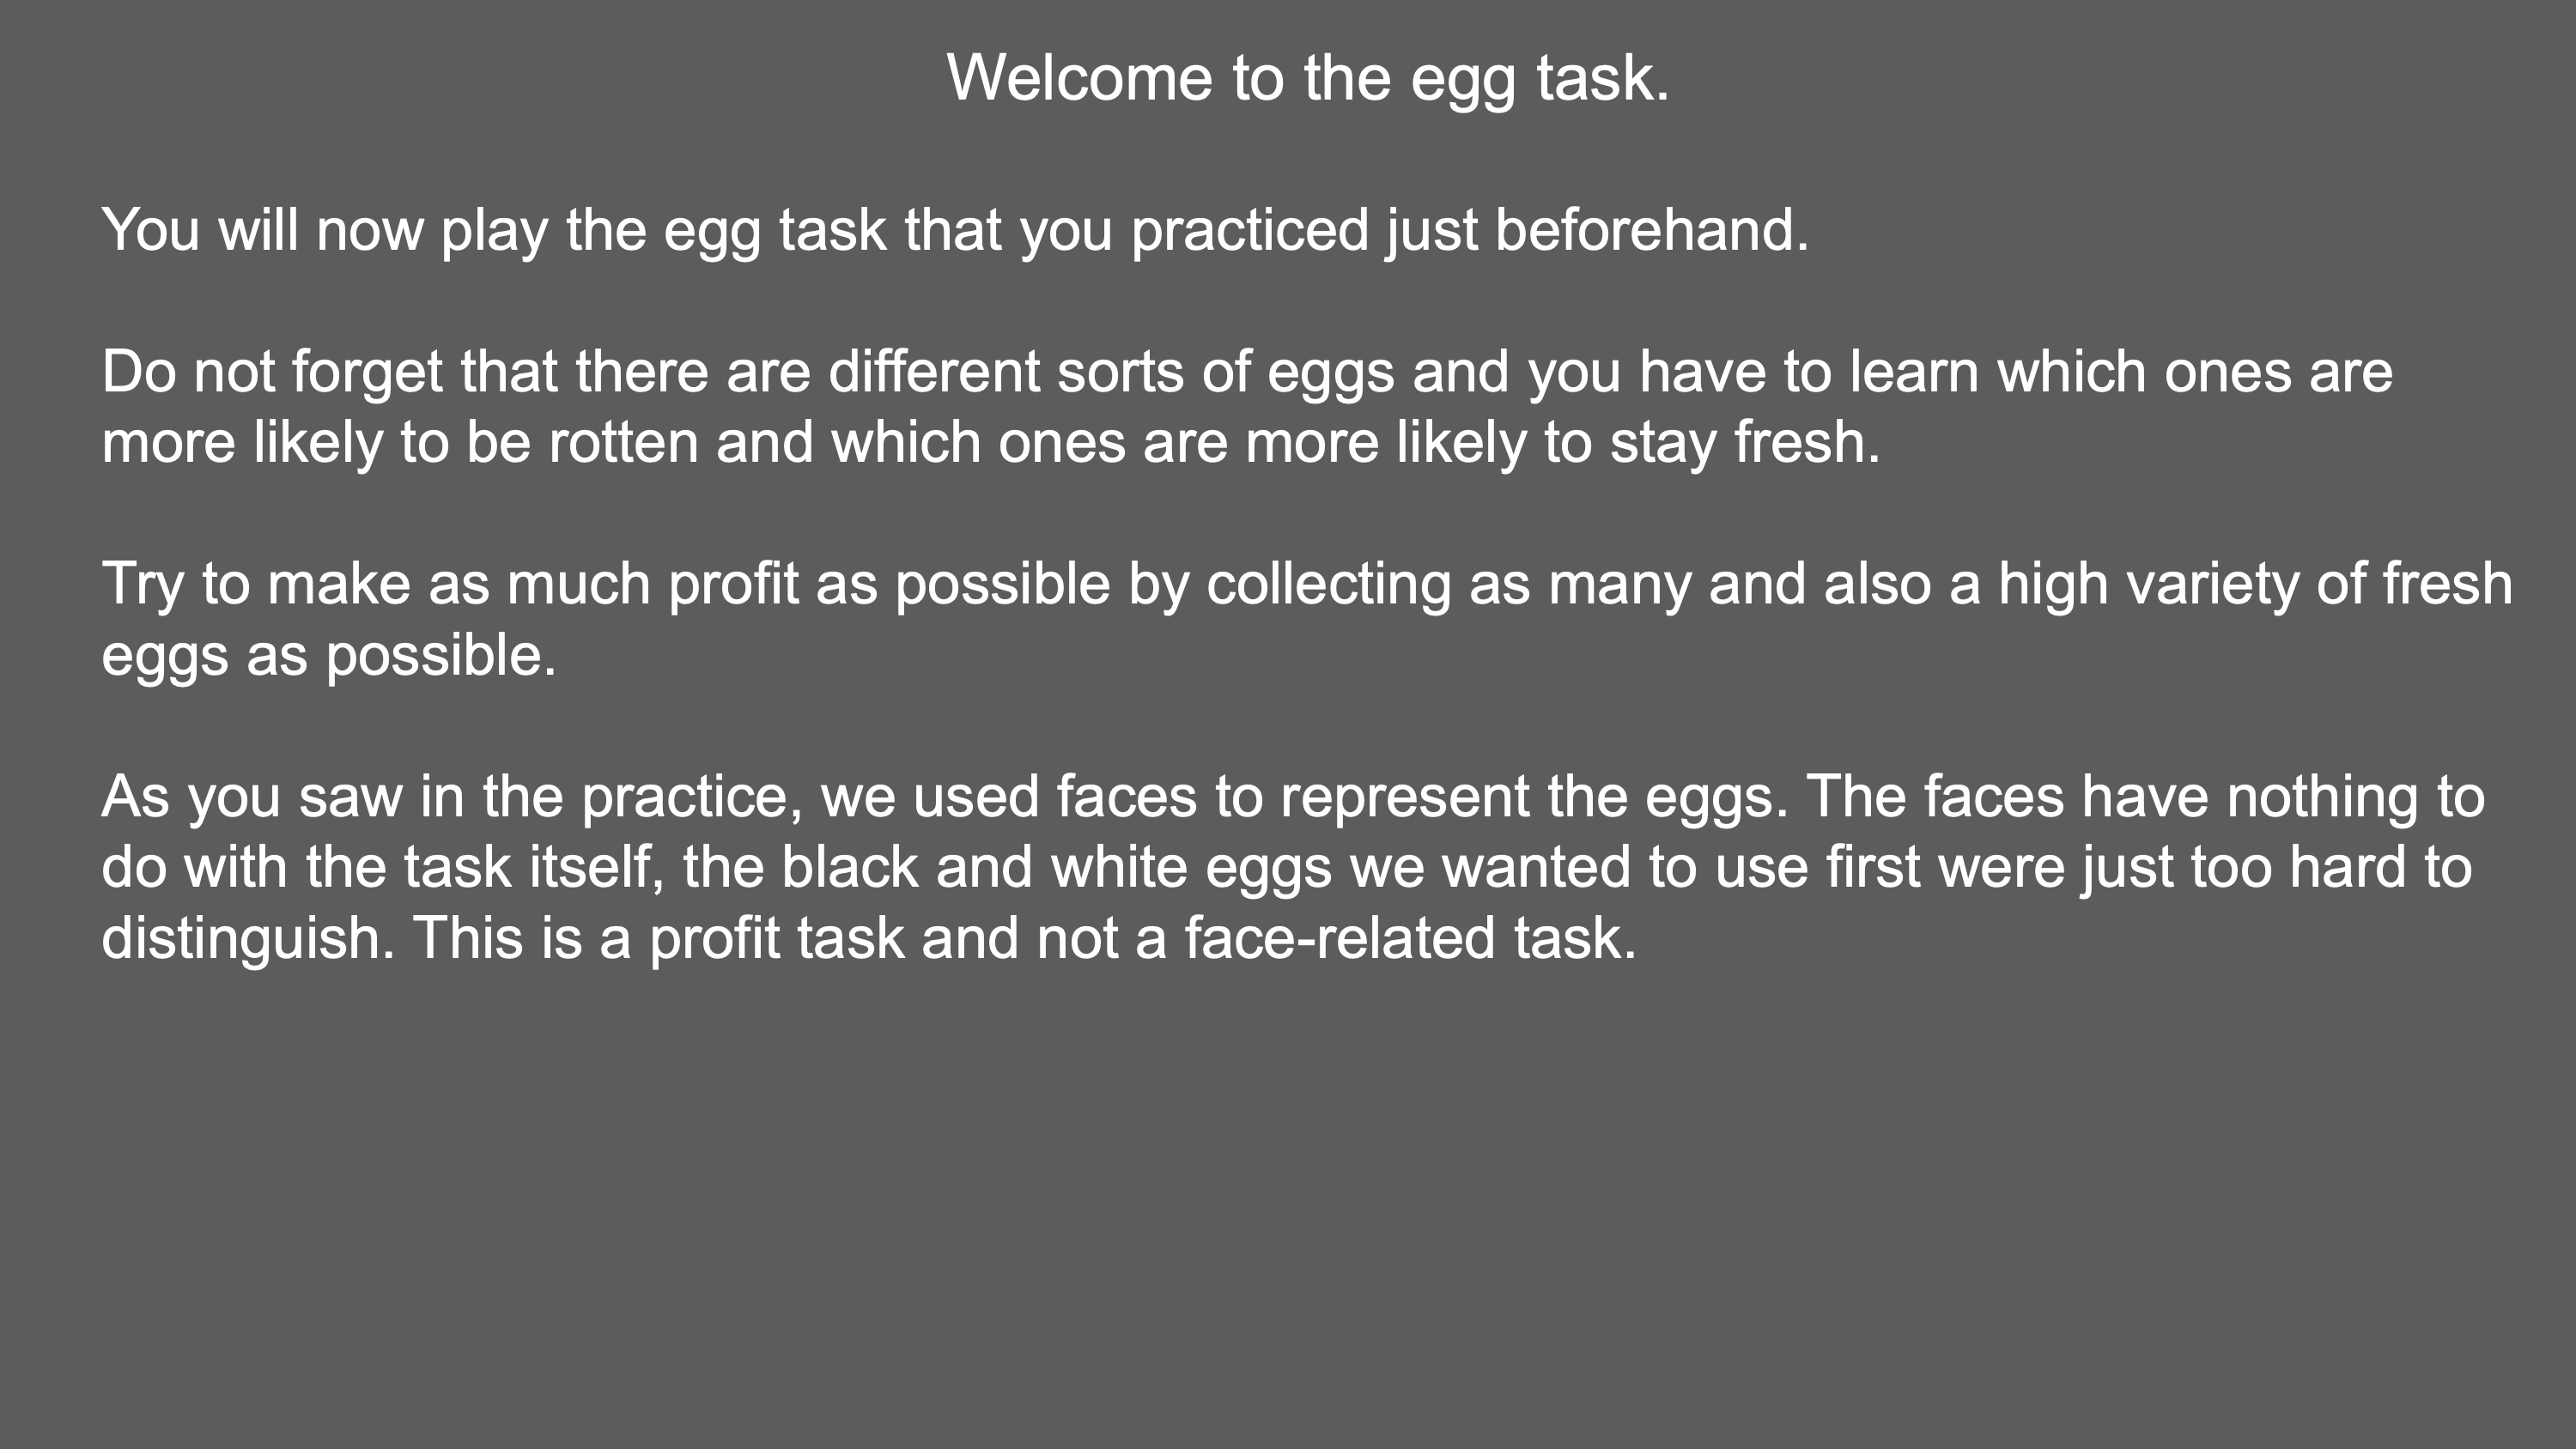 Welcome to the egg task.
You will now play the egg task that you practiced just beforehand.
Do not forget that there are different sorts of eggs and you have to learn which ones are
more likely to be rotten and which ones are more likely to stay fresh.
Try to make as much profit as possible by collecting as many and also a high variety of fresh
eggs as possible.
As you saw in the practice, we used faces to represent the eggs. The faces have nothing to
do with the task itself, the black and white eggs we wanted to use first were just too hard to
distinguish. This is a profit task and not a face-related task.